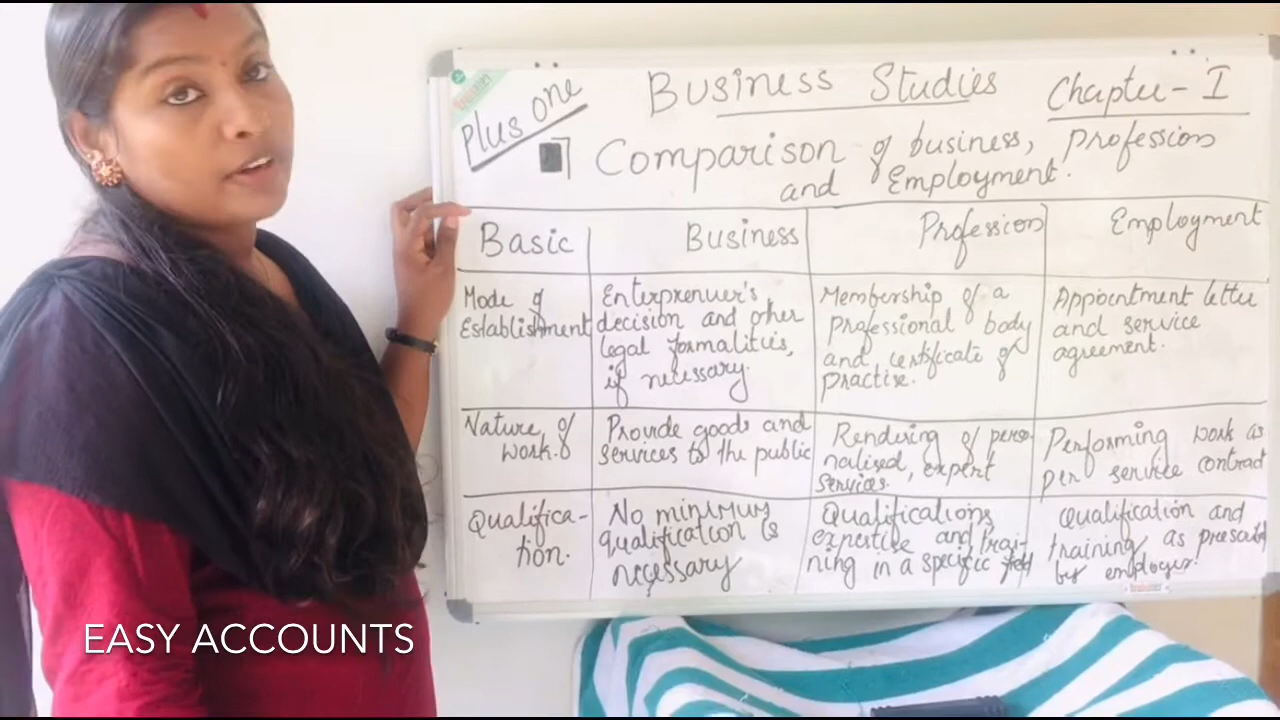 Plus one
Business Studies
Chapter - I
Comparison of business, profession
and Employment.
Basic
Business
Profession
Employment
Mode of
Establishment
Enterprenuer's
decision and other
legal formalities,
if necessary.
Membership of a
professional body
and certificate of
practise.
Appointment letter
and service
agreement.
Nature of
work.
Provide goods and
services to the public
Rendering of perso-
nalised, expert
services.
Performing work as
per service contract
Qualifica-
tion.
No minimum
qualification is
necessary
Qualifications,
expertise and trai-
ning in a specific field
Qualification and
training as prescribed
by employer.
EASY ACCOUNTS